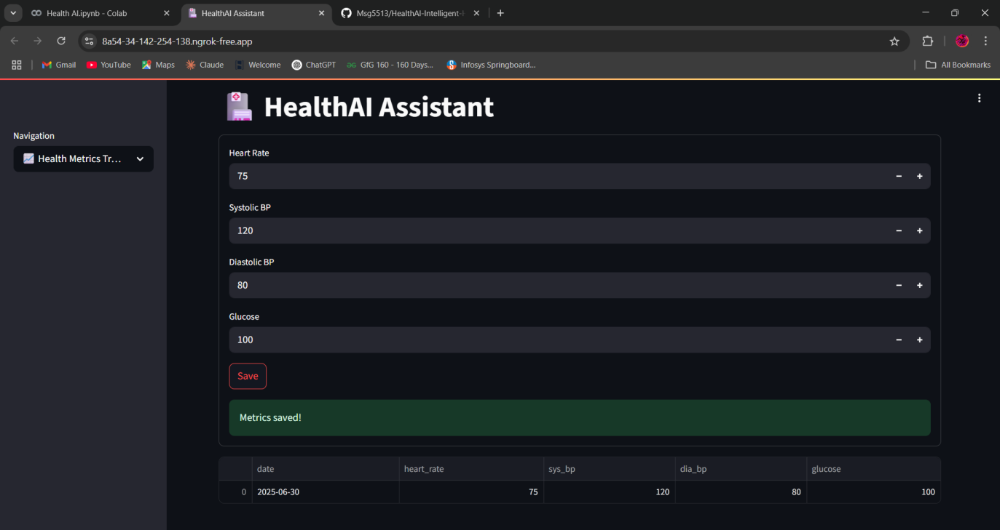 Health AI.ipynb - Colab
HealthAI Assistant
Msg5513/HealthAI-Intelligent-
8a54-34-142-254-138.ngrok-free.app
Gmail YouTube Maps Claude Welcome ChatGPT GfG 160 - 160 Days... Infosys Springboard... All Bookmarks
HealthAI Assistant
Navigation
Health Metrics Tr...
Heart Rate
75
Systolic BP
120
Diastolic BP
80
Glucose
100
Save
Metrics saved!
date heart_rate sys_bp dia_bp glucose
0 2025-06-30 75 120 80 100